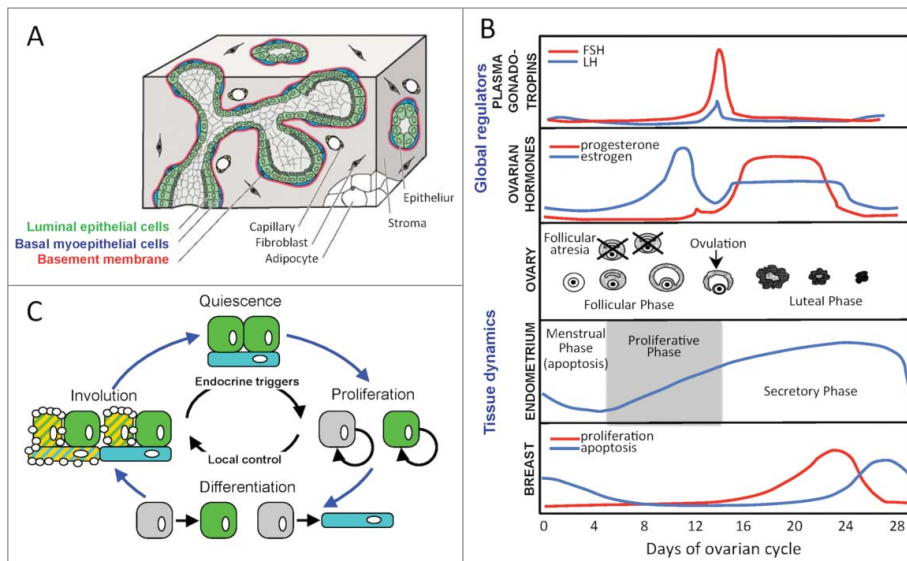 A
Epitheliur
Stroma
Capillary
Fibroblast
Adipocyte
Luminal epithelial cells
Basal myoepithelial cells
Basement membrane
C
Quiescence
Endocrine triggers
Involution
Proliferation
Local control
Differentiation
B
Global regulators
Tissue dynamics
PLASMA
GONADO-
TROPINS
FSH
LH
OVARIAN
HORMONES
progesterone
estrogen
OVARY
Follicular
atresia
Ovulation
Follicular Phase
Luteal Phase
ENDOMETRIUM
Menstrual
Phase
(apoptosis)
Proliferative
Phase
Secretory Phase
BREAST
proliferation
apoptosis
0 4 8 12 16 20 24 28
Days of ovarian cycle